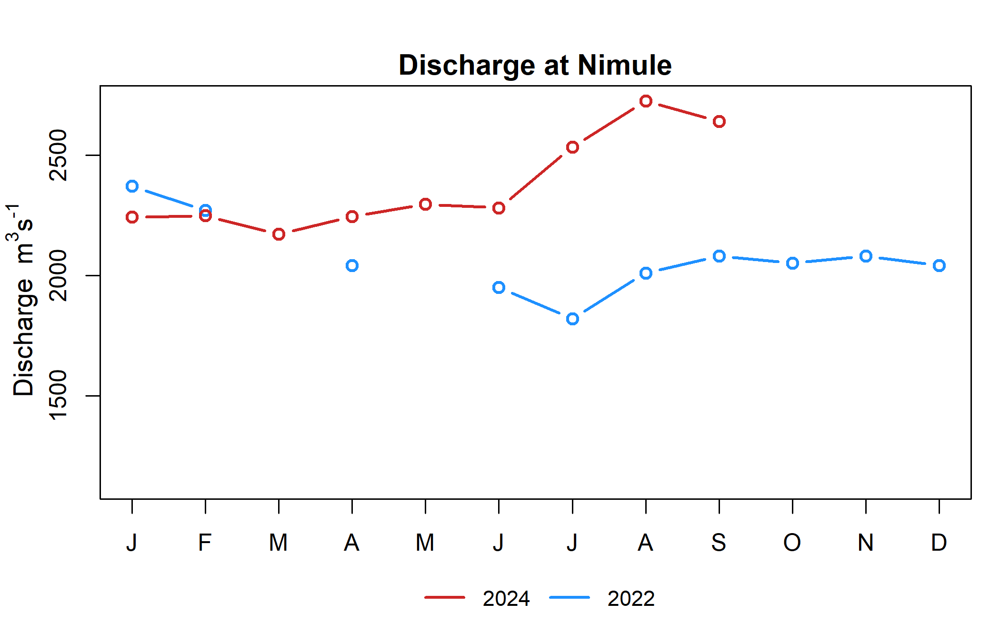 Discharge at Nimule
Discharge m³s⁻¹
2500
2000
1500
J F M A M J J A S O N D
2024 2022